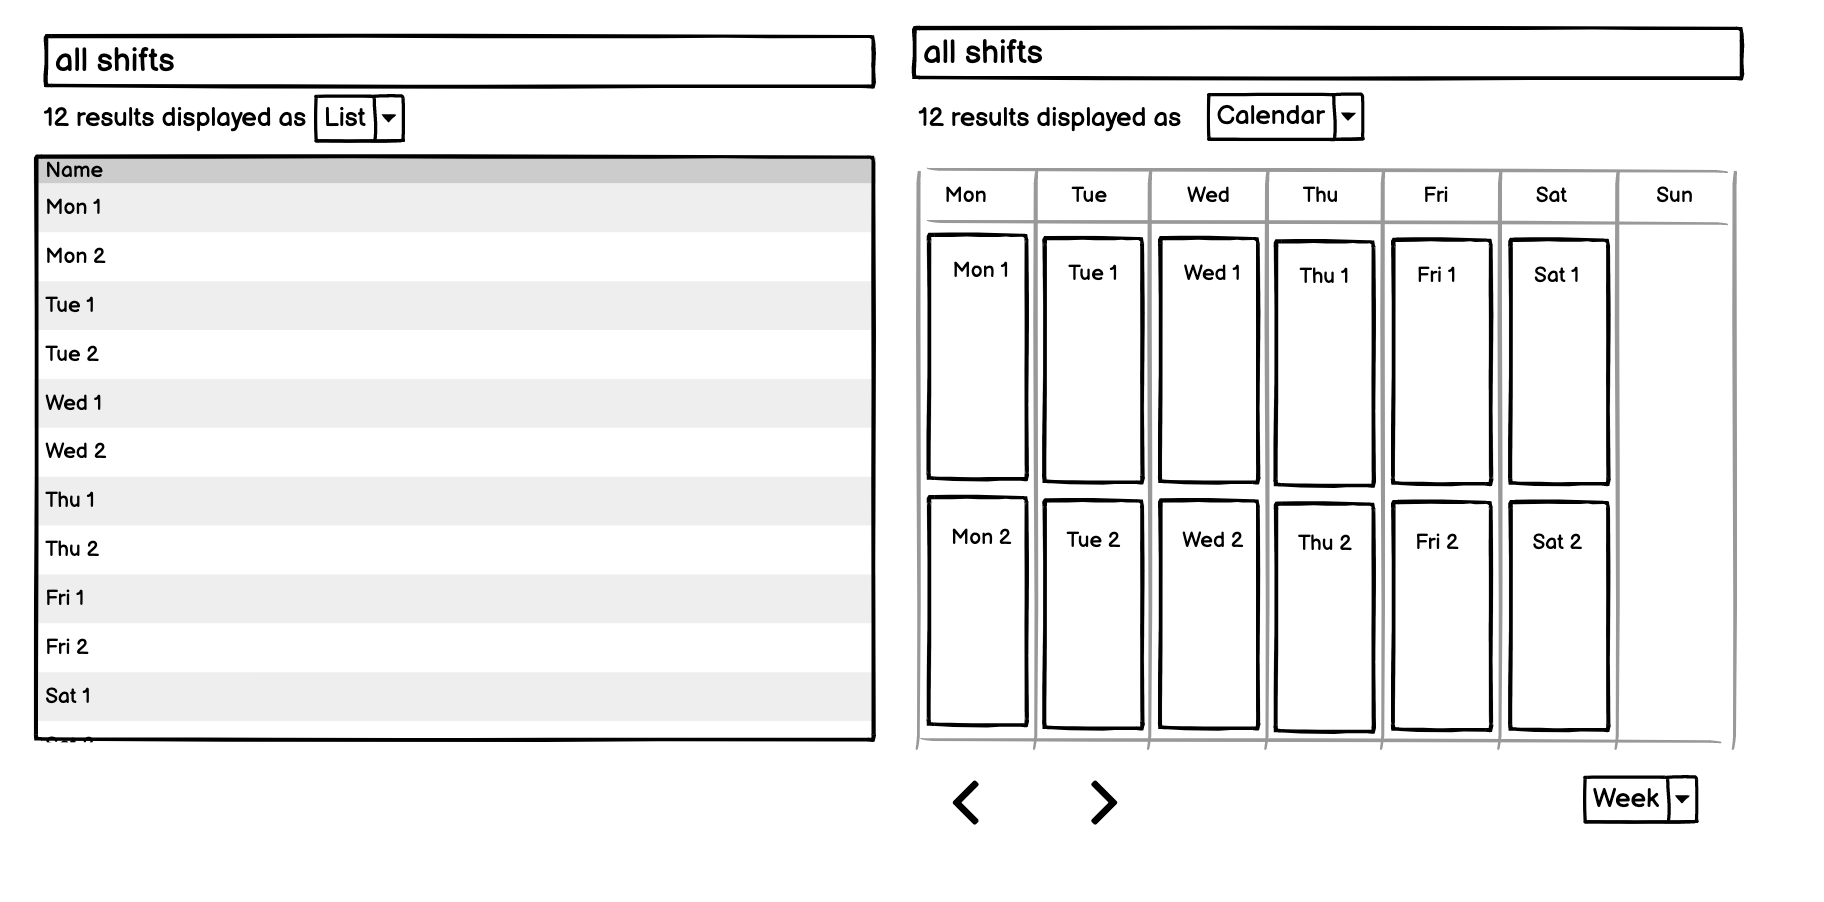 all shifts
12 results displayed as List
Name
Mon 1
Mon 2
Tue 1
Tue 2
Wed 1
Wed 2
Thu 1
Thu 2
Fri 1
Fri 2
Sat 1
all shifts
12 results displayed as Calendar
Mon Tue Wed Thu Fri Sat Sun
Mon 1 Tue 1 Wed 1 Thu 1 Fri 1 Sat 1
Mon 2 Tue 2 Wed 2 Thu 2 Fri 2 Sat 2
Week